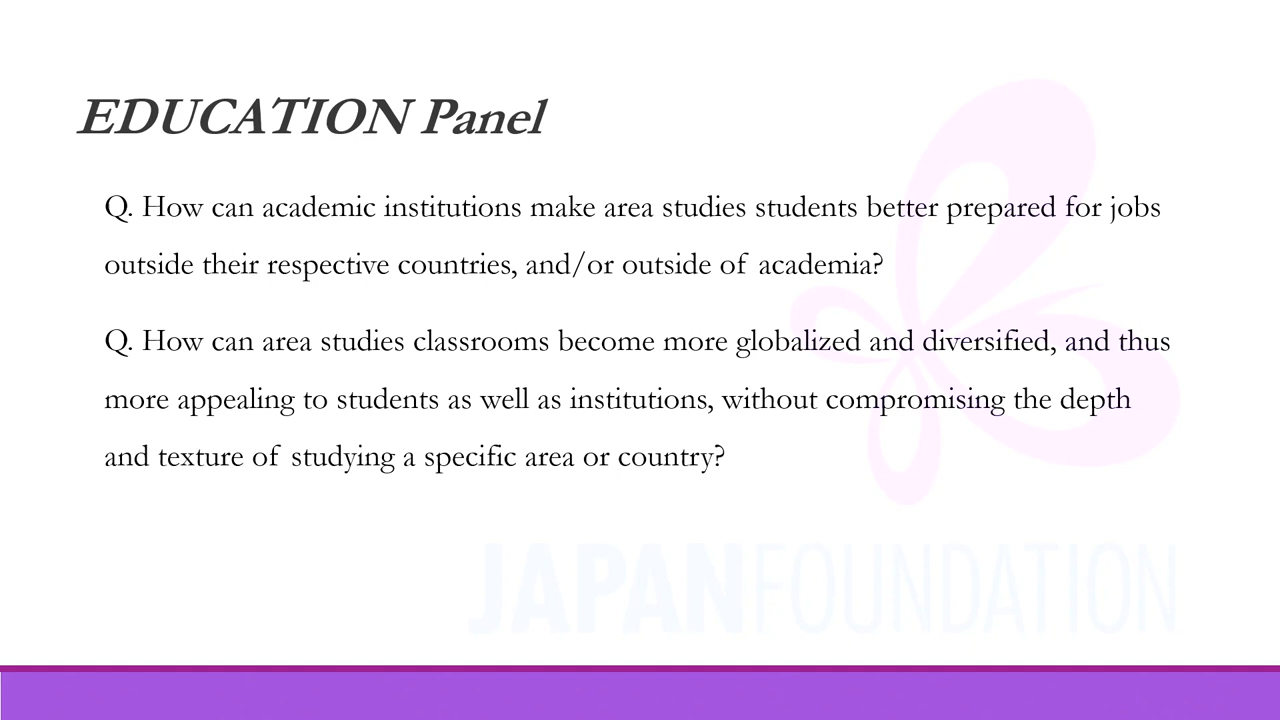 EDUCATION Panel
Q. How can academic institutions make area studies students better prepared for jobs
outside their respective countries, and/or outside of academia?
Q. How can area studies classrooms become more globalized and diversified, and thus
more appealing to students as well as institutions, without compromising the depth
and texture of studying a specific area or country?
JAPANFOUNDATION